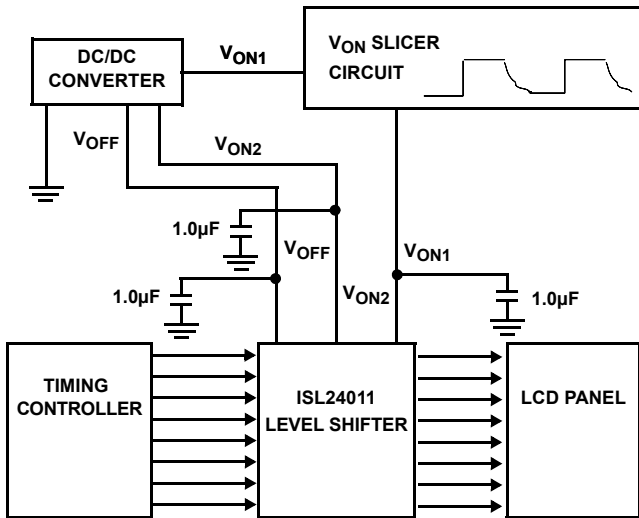 DC/DC
CONVERTER
VON1
VON SLICER
CIRCUIT
VOFF
VON2
1.0µF
VOFF
VON1
1.0µF
VON2
1.0µF
TIMING
CONTROLLER
ISL24011
LEVEL SHIFTER
LCD PANEL